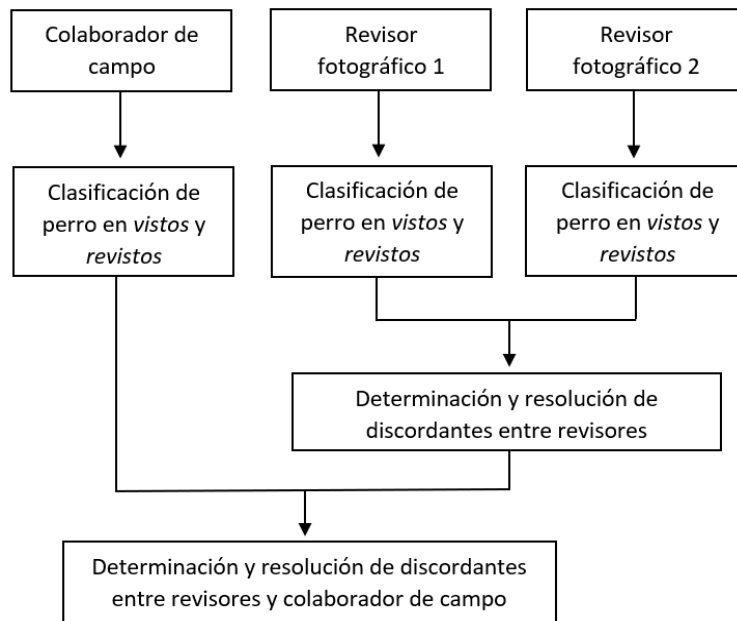 Colaborador de
campo
Revisor
fotográfico 1
Revisor
fotográfico 2
Clasificación de
perro en vistos y
revistos
Clasificación de
perro en vistos y
revistos
Clasificación de
perro en vistos y
revistos
Determinación y resolución de
discordantes entre revisores
Determinación y resolución de discordantes
entre revisores y colaborador de campo